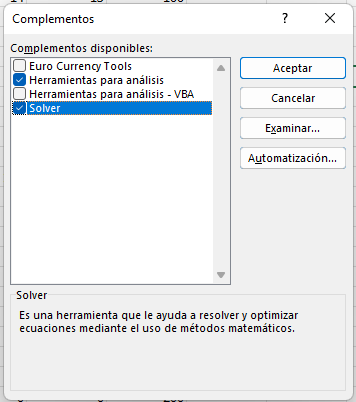 Complementos
?
Complementos disponibles:
Euro Currency Tools
Herramientas para análisis
Herramientas para análisis - VBA
Solver
Aceptar
Cancelar
Examinar...
Automatización...
Solver
Es una herramienta que le ayuda a resolver y optimizar
ecuaciones mediante el uso de métodos matemáticos.